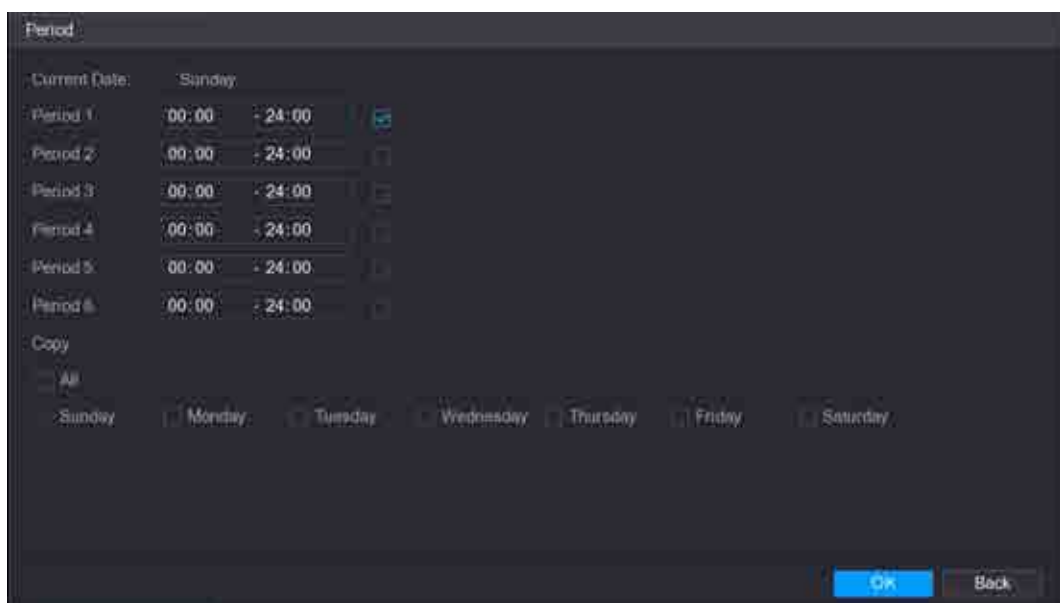 Period
Current Date: Sunday
Period 1 00:00 - 24:00
Period 2 00:00 - 24:00
Period 3 00:00 - 24:00
Period 4 00:00 - 24:00
Period 5 00:00 - 24:00
Period 6 00:00 - 24:00
Copy
All
Sunday Monday Tuesday Wednesday Thursday Friday Saturday
OK Back